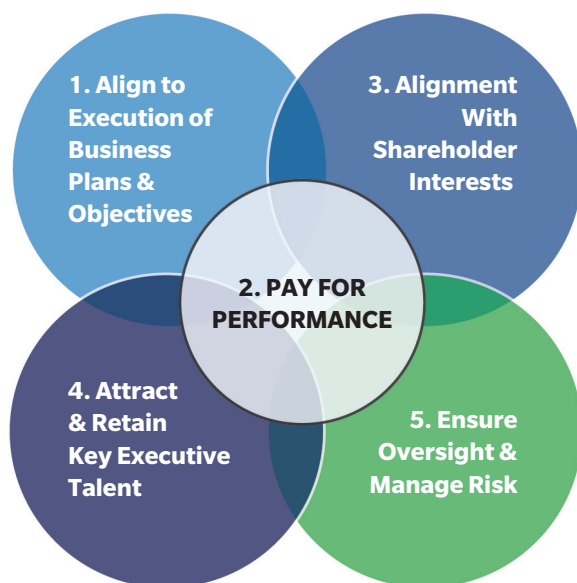 1. Align to
Execution of
Business
Plans &
Objectives
3. Alignment
With
Shareholder
Interests
2. PAY FOR
PERFORMANCE
4. Attract
& Retain
Key Executive
Talent
5. Ensure
Oversight &
Manage Risk